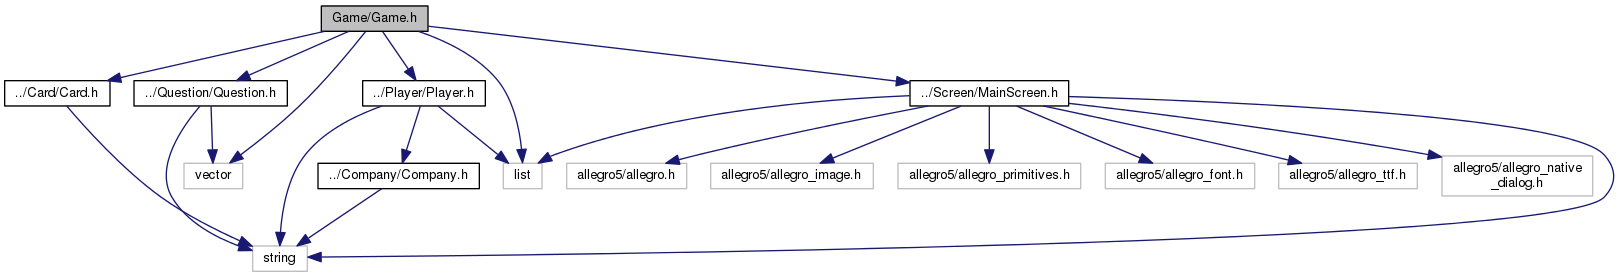 Game/Game.h
../Card/Card.h
../Question/Question.h
../Player/Player.h
../Screen/MainScreen.h
vector
../Company/Company.h
list
allegro5/allegro.h
allegro5/allegro_image.h
allegro5/allegro_primitives.h
allegro5/allegro_font.h
allegro5/allegro_ttf.h
allegro5/allegro_native
_dialog.h
string